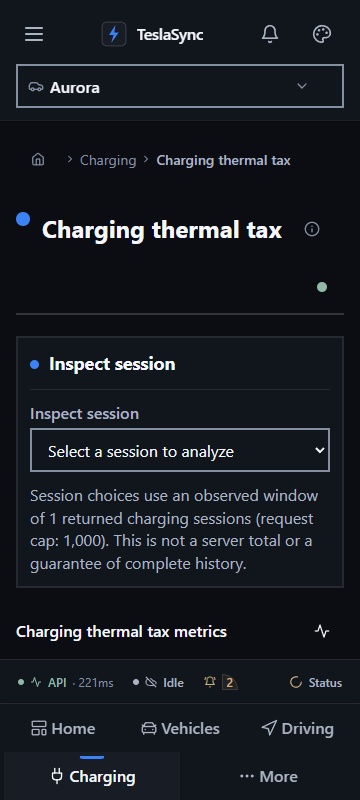 TeslaSync
Aurora
Charging
Charging thermal tax
Charging thermal tax
Inspect session
Inspect session
Select a session to analyze
Session choices use an observed window
of 1 returned charging sessions (request
cap: 1,000). This is not a server total or a
guarantee of complete history.
Charging thermal tax metrics
API · 221ms Idle 2 Status
Home Vehicles Driving
Charging More